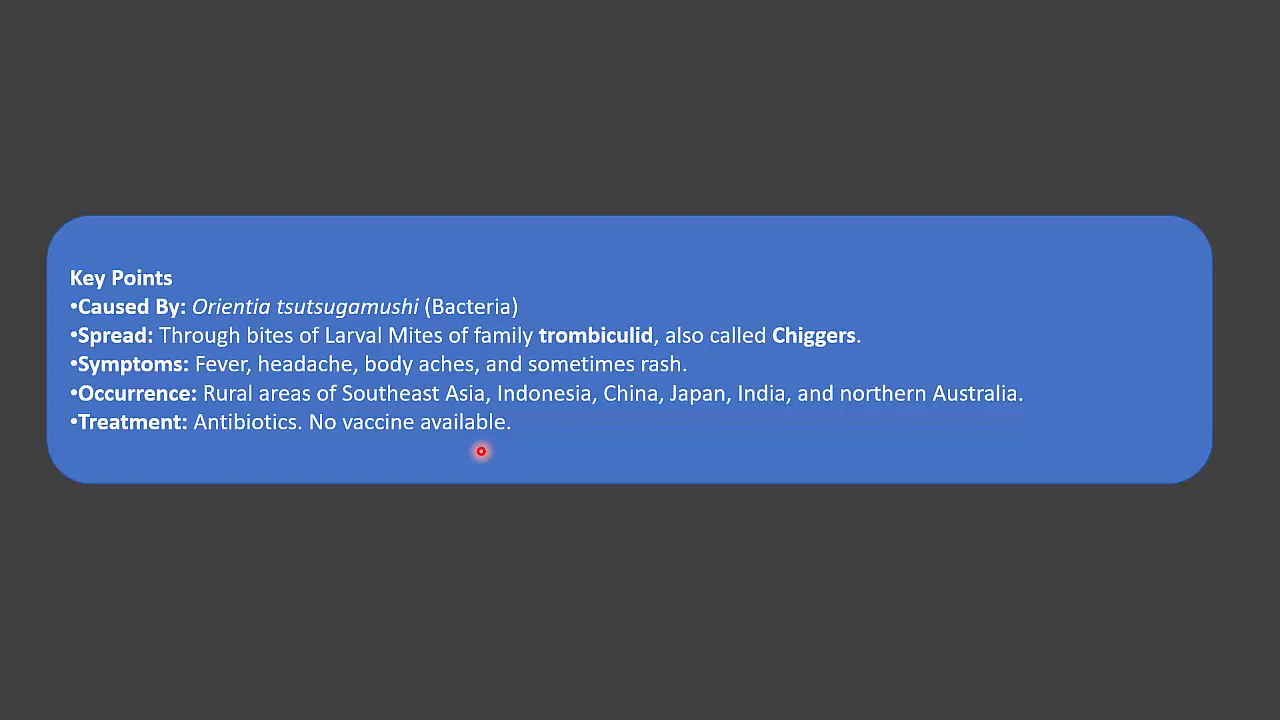 Key Points
•Caused By: Orientia tsutsugamushi (Bacteria)
•Spread: Through bites of Larval Mites of family trombiculid, also called Chiggers.
•Symptoms: Fever, headache, body aches, and sometimes rash.
•Occurrence: Rural areas of Southeast Asia, Indonesia, China, Japan, India, and northern Australia.
•Treatment: Antibiotics. No vaccine available.